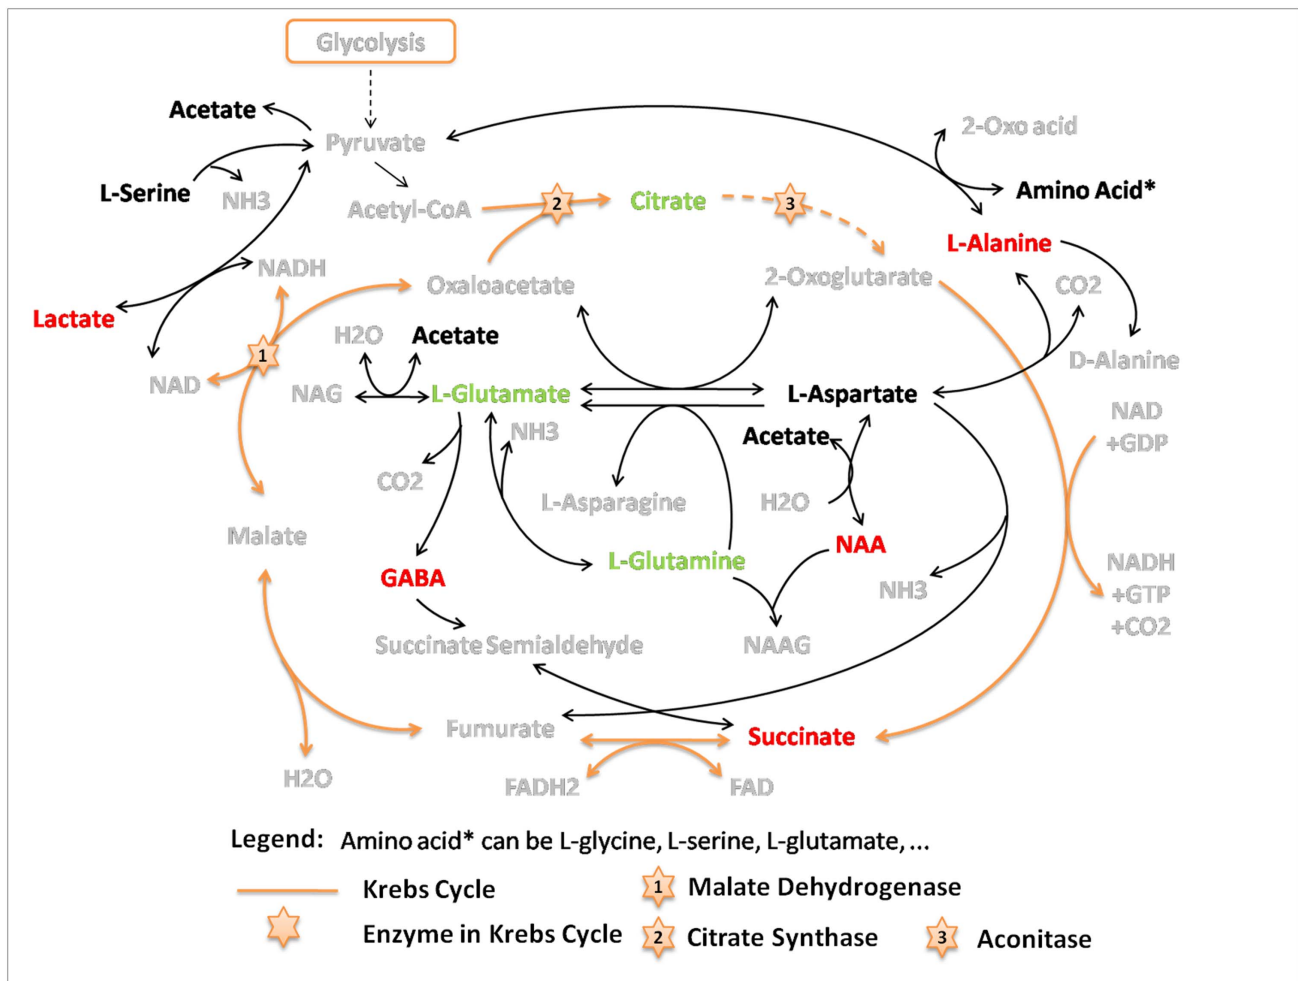 Glycolysis
Acetate
Pyruvate
2-Oxo acid
L-Serine
NH3
Acetyl-CoA
2
Citrate
3
Amino Acid*
L-Alanine
NADH
Oxaloacetate
2-Oxoglutarate
CO2
Lactate
H2O
Acetate
1
NAD
NAG
L-Glutamate
L-Aspartate
D-Alanine
NH3
Acetate
NAD
+GDP
CO2
L-Asparagine
H2O
Malate
GABA
L-Glutamine
NAA
NH3
NADH
+GTP
+CO2
Succinate Semialdehyde
NAAG
Fumurate
Succinate
H2O
FADH2
FAD
Legend: Amino acid* can be L-glycine, L-serine, L-glutamate, ...
Krebs Cycle
1 Malate Dehydrogenase
Enzyme in Krebs Cycle
2 Citrate Synthase
3 Aconitase